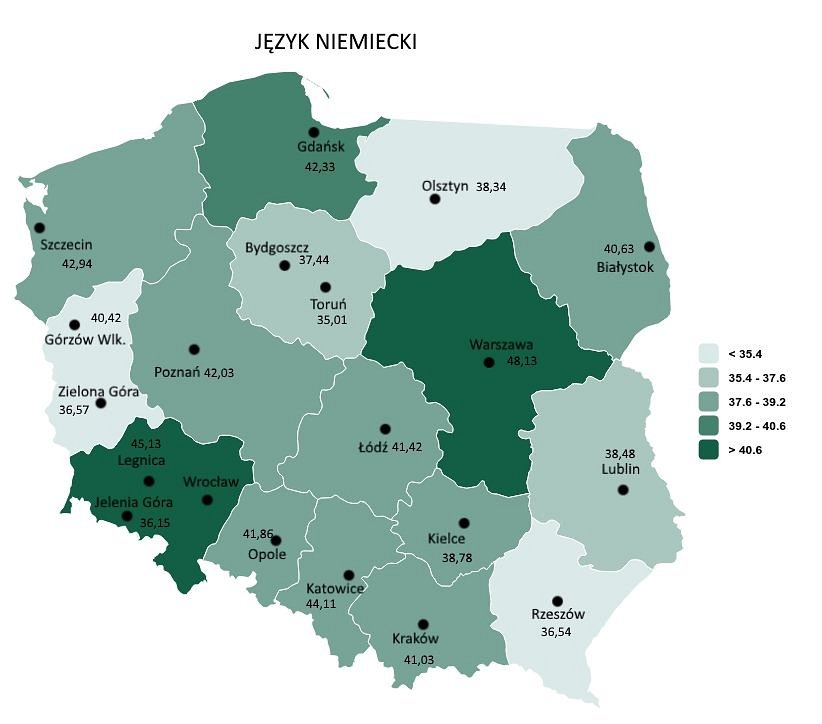 JĘZYK NIEMIECKI
Gdańsk
42,33
Olsztyn 38,34
Szczecin
42,94
Bydgoszcz
37,44
Toruń
35,01
40,63
Białystok
40,42
Górzów Wlk.
Warszawa
48,13
Poznań 42,03
Zielona Góra
36,57
Łódź 41,42
45,13
Legnica
Wrocław
Jelenia Góra
36,15
38,48
Lublin
41,86
Opole
Kielce
38,78
Katowice
44,11
Kraków
41,03
Rzeszów
36,54
< 35.4
35.4 - 37.6
37.6 - 39.2
39.2 - 40.6
> 40.6